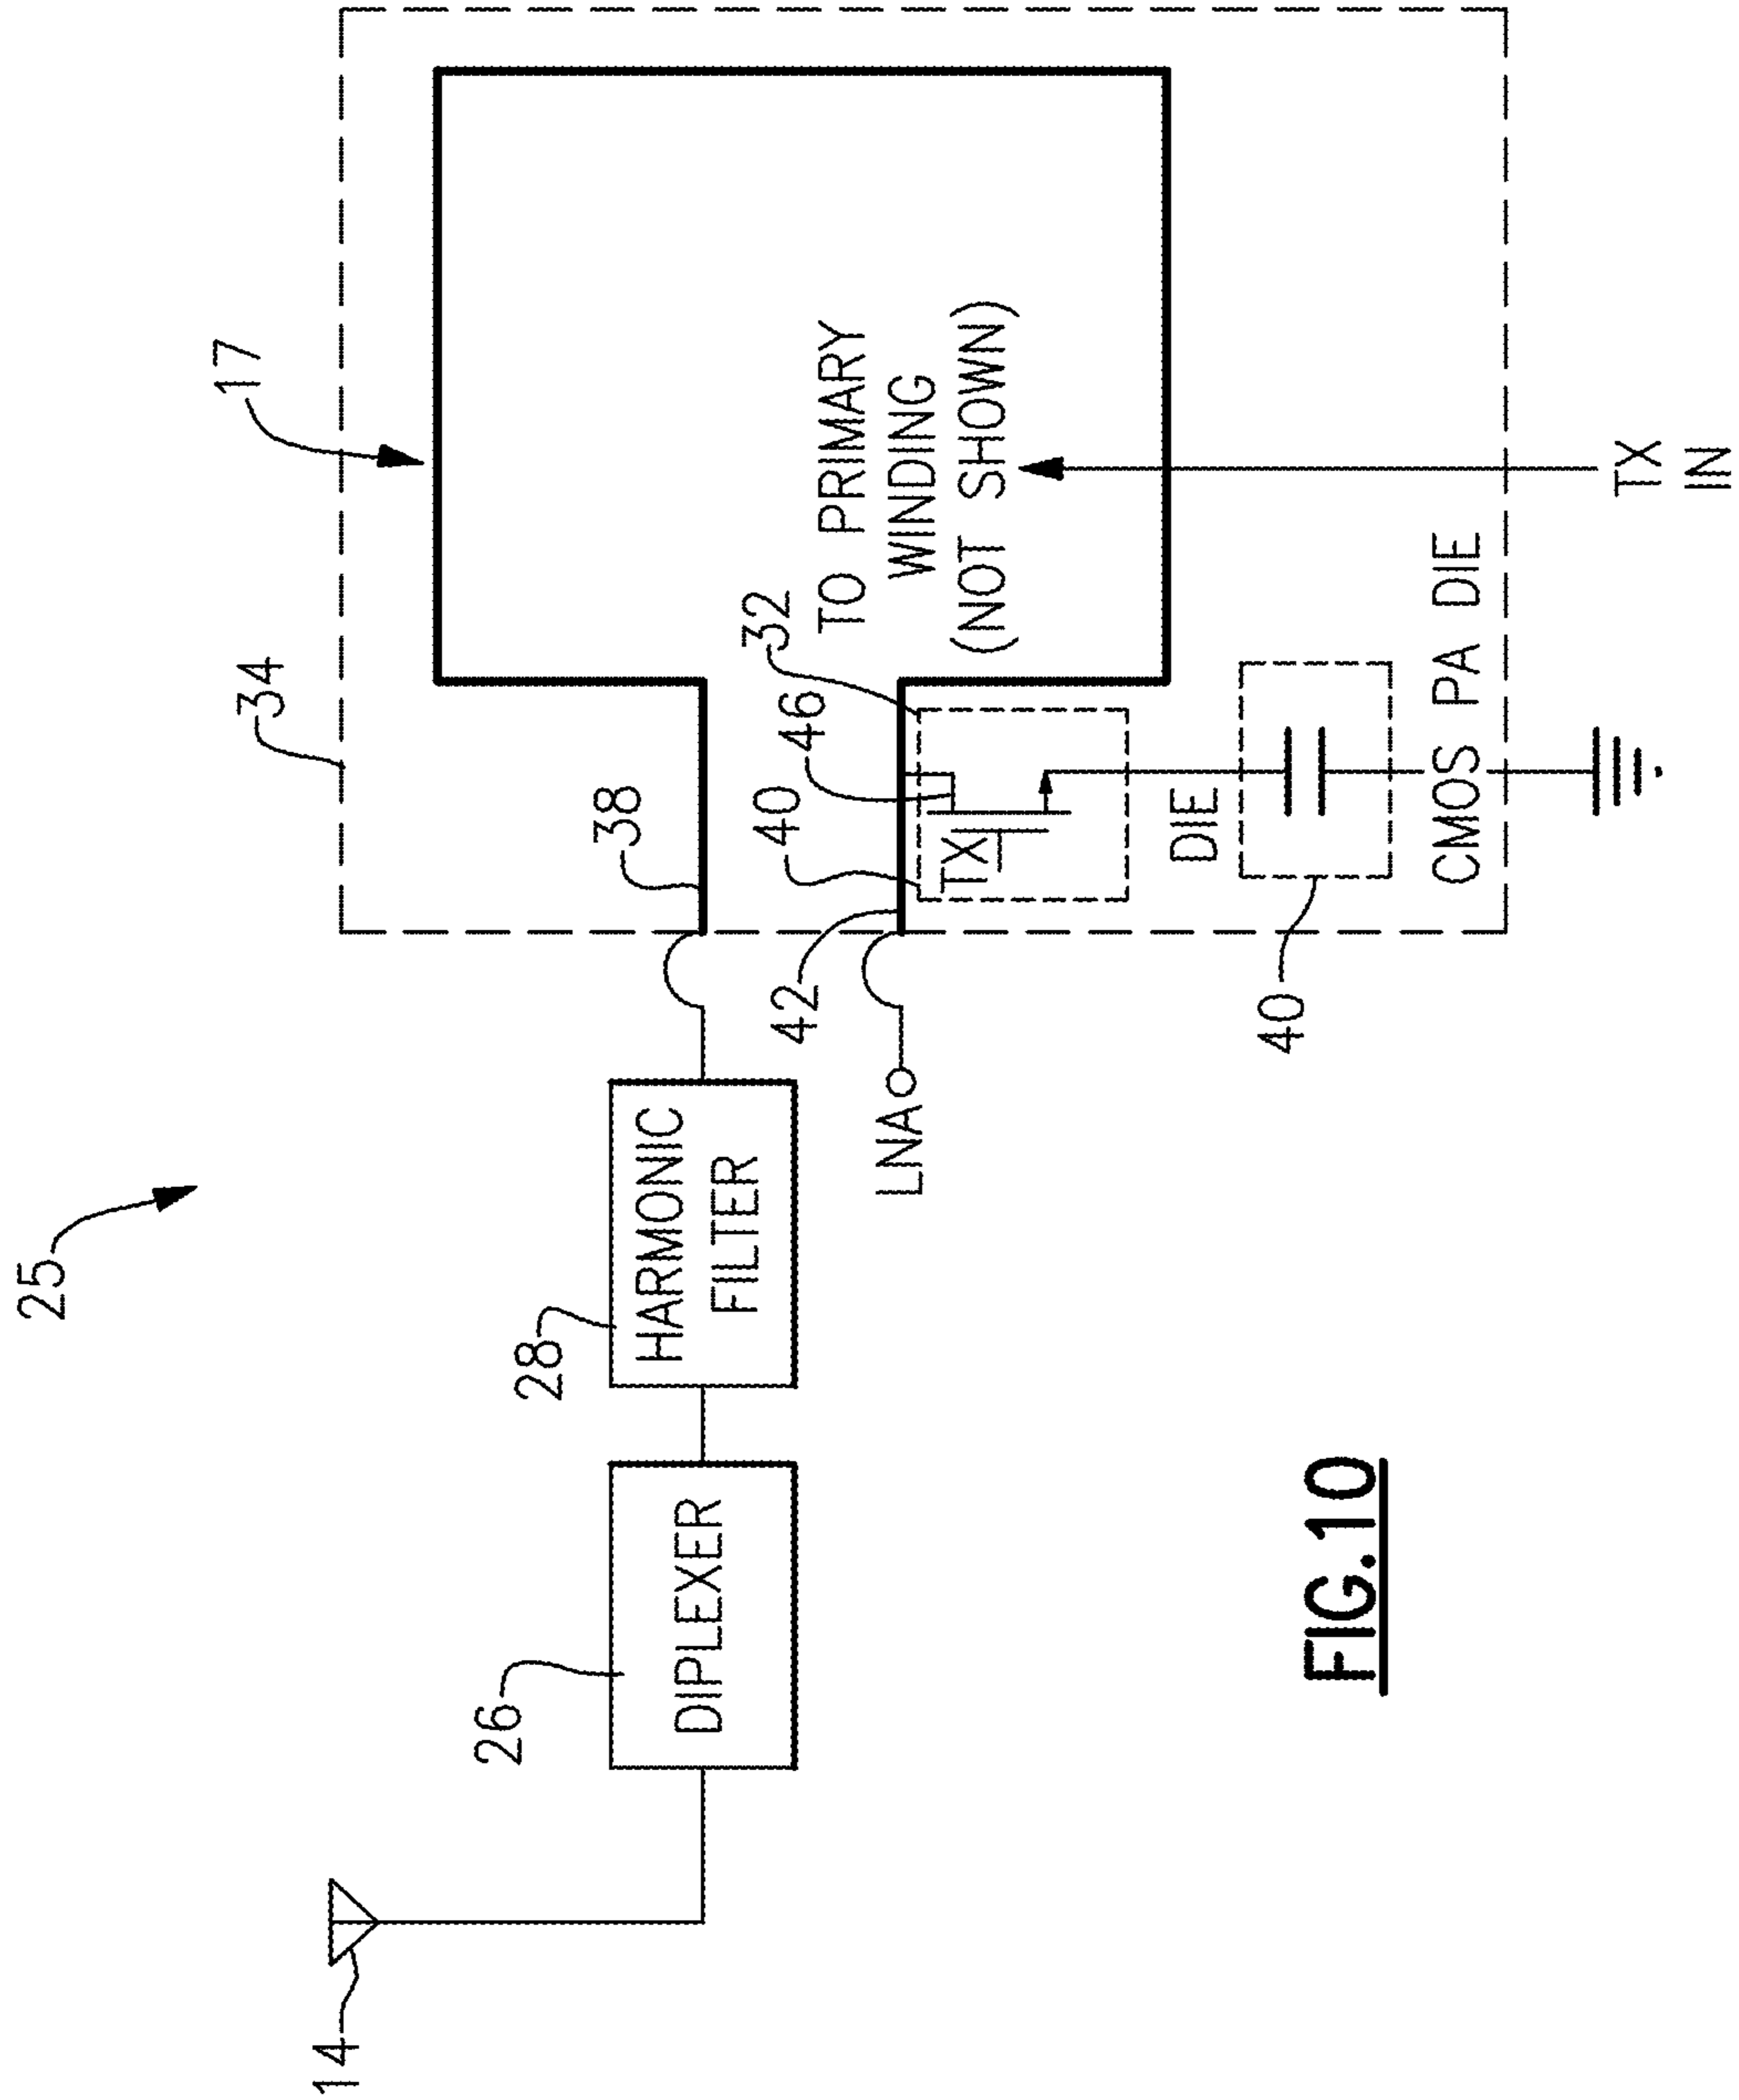 25
14
26
DIPLEXER
28
HARMONIC
FILTER
LNA
34
17
38
42
40
TX
46
32
TO PRIMARY
WINDING
(NOT SHOWN)
DIE
40
CMOS PA DIE
TX
IN
FIG.10